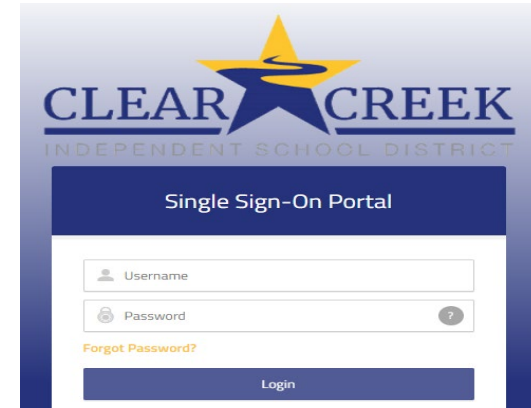 CLEAR CREEK
INDEPENDENT SCHOOL DISTRICT
Single Sign-On Portal
Username
Password ?
Forgot Password?
Login